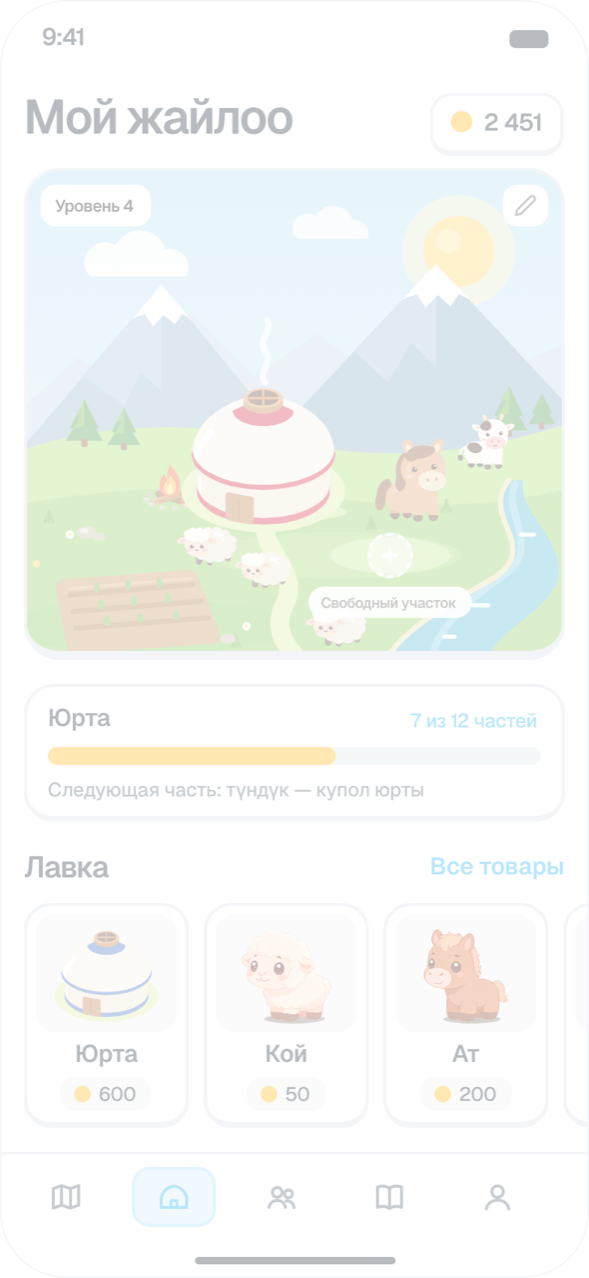 9:41
Мой жайлоо
2 451
Уровень 4
Свободный участок
Юрта
7 из 12 частей
Следующая часть: түндүк — купол юрты
Лавка
Все товары
Юрта
Кой
Ат
600
50
200